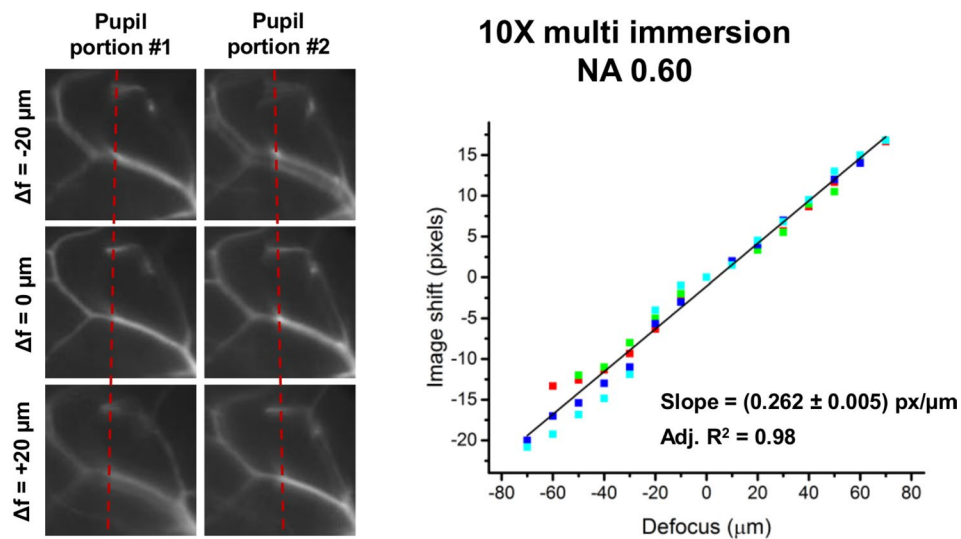 Pupil
portion #1
Pupil
portion #2
Δf = -20 μm
Δf = 0 μm
Δf = +20 μm
10X multi immersion
NA 0.60
Image shift (pixels)
15
10
5
0
-5
-10
-15
-20
Slope = (0.262 ± 0.005) px/μm
Adj. R² = 0.98
-80 -60 -40 -20 0 20 40 60 80
Defocus (μm)